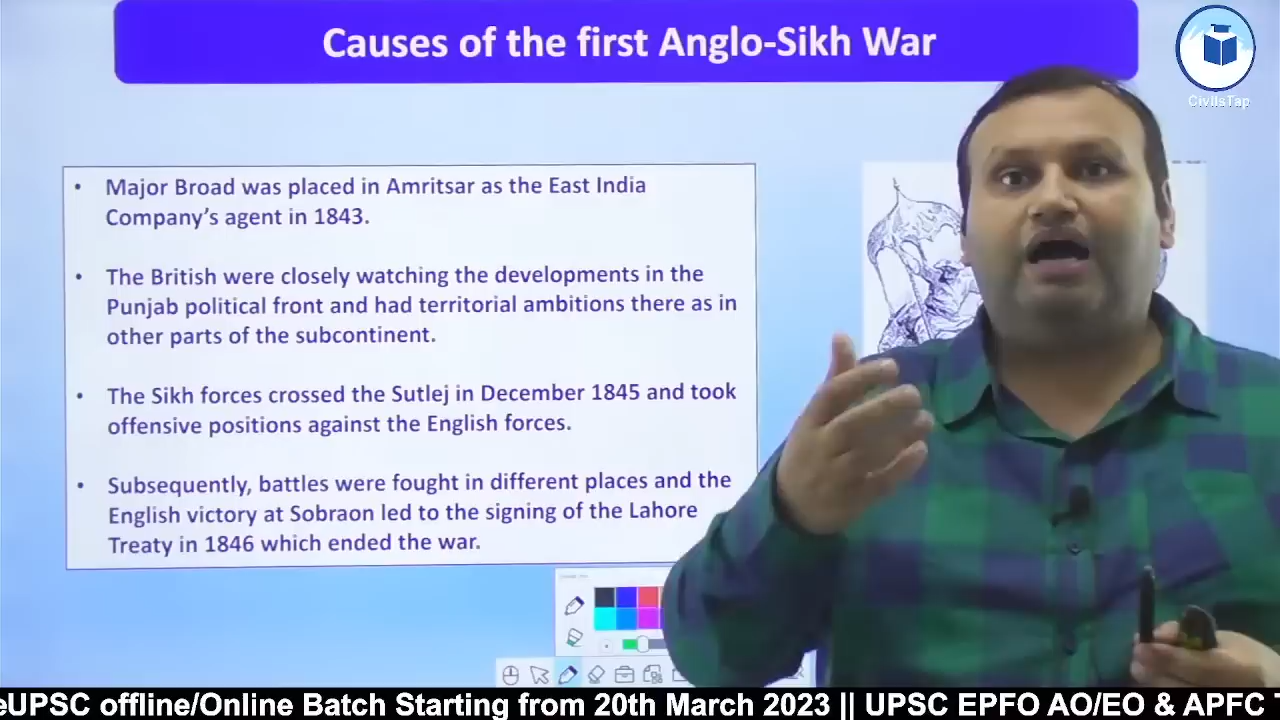 Causes of the first Anglo-Sikh War
CivilsTap
• Major Broad was placed in Amritsar as the East India
Company's agent in 1843.
• The British were closely watching the developments in the
Punjab political front and had territorial ambitions there as in
other parts of the subcontinent.
• The Sikh forces crossed the Sutlej in December 1845 and took
offensive positions against the English forces.
• Subsequently, battles were fought in different places and the
English victory at Sobraon led to the signing of the Lahore
Treaty in 1846 which ended the war.
eUPSC offline/Online Batch Starting from 20th March 2023 || UPSC EPFO AO/EO & APFC T